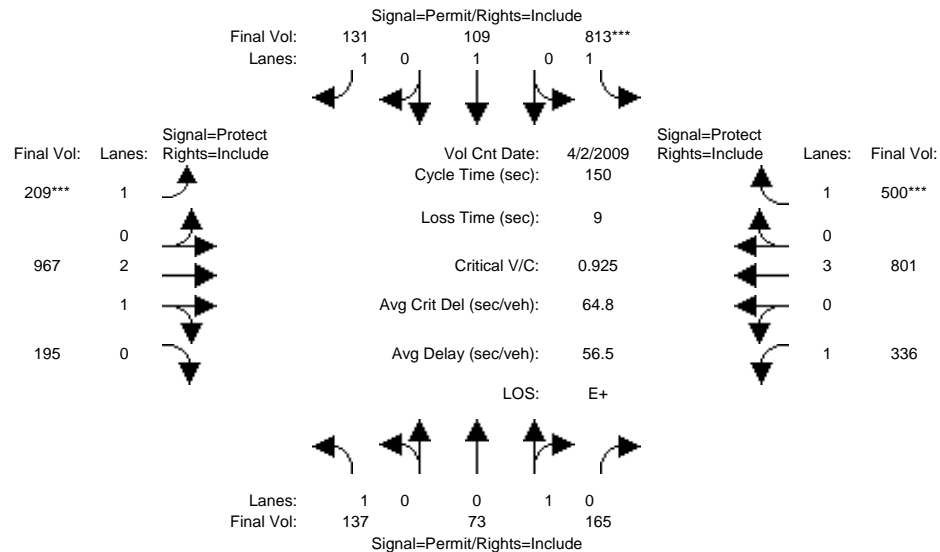 Signal=Permit/Rights=Include
Final Vol: 131 109 813***
Lanes: 1 0 1 0 1
Signal=Protect Signal=Protect
Final Vol: Lanes: Rights=Include Vol Cnt Date: 4/2/2009 Rights=Include Lanes: Final Vol:
Cycle Time (sec): 150
209*** 1 1 500***
Loss Time (sec): 9
0 0
967 2 Critical V/C: 0.925 3 801
1 Avg Crit Del (sec/veh): 64.8 0
195 0 Avg Delay (sec/veh): 56.5 1 336
LOS: E+
Lanes: 1 0 0 1 0
Final Vol: 137 73 165
Signal=Permit/Rights=Include